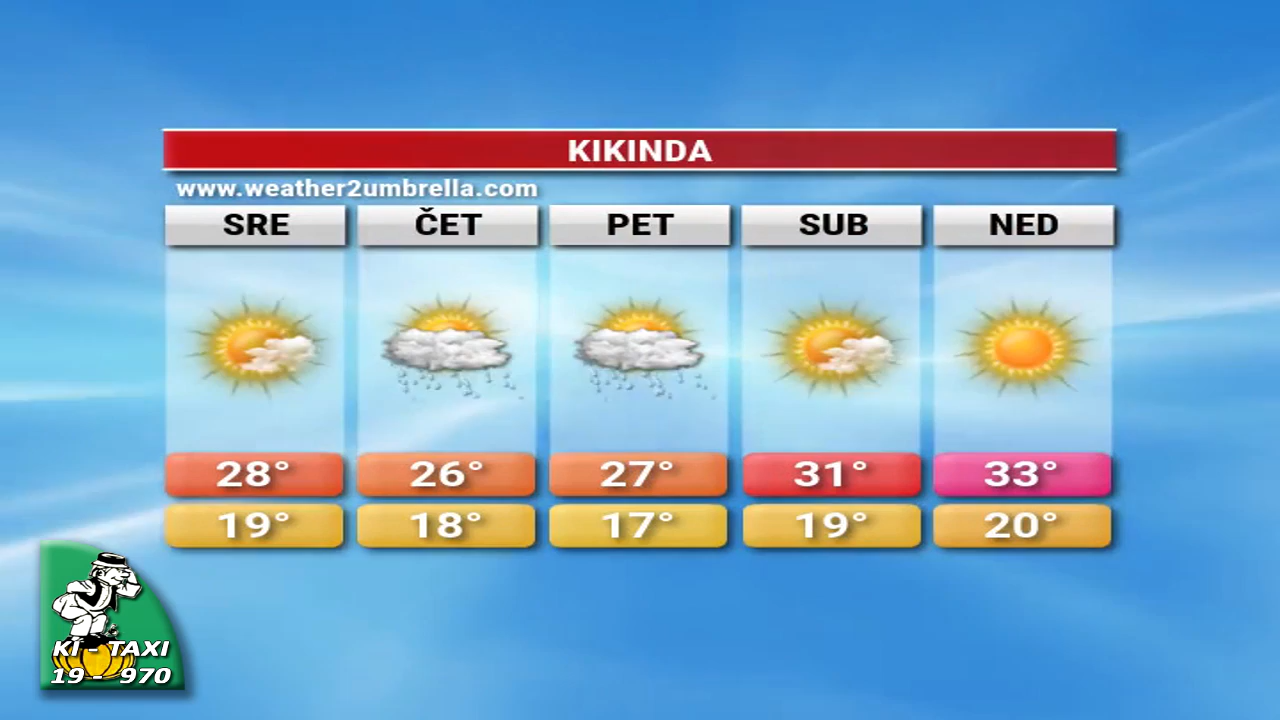 KIKINDA
www.weather2umbrella.com
SRE ČET PET SUB NED
28° 26° 27° 31° 33°
19° 18° 17° 19° 20°
KI - TAXI
19 - 970